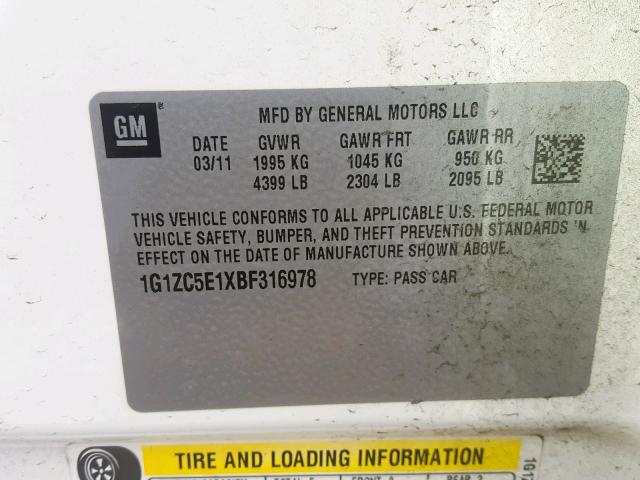 GM ®
MFD BY GENERAL MOTORS LLC
DATE GVWR GAWR FRT GAWR RR
03/11 1995 KG 1045 KG 950 KG
4399 LB 2304 LB 2095 LB
THIS VEHICLE CONFORMS TO ALL APPLICABLE U.S. FEDERAL MOTOR
VEHICLE SAFETY, BUMPER, AND THEFT PREVENTION STANDARDS IN
EFFECT ON THE DATE OF MANUFACTURE SHOWN ABOVE.
1G1ZC5E1XBF316978 TYPE: PASS CAR
TIRE AND LOADING INFORMATION